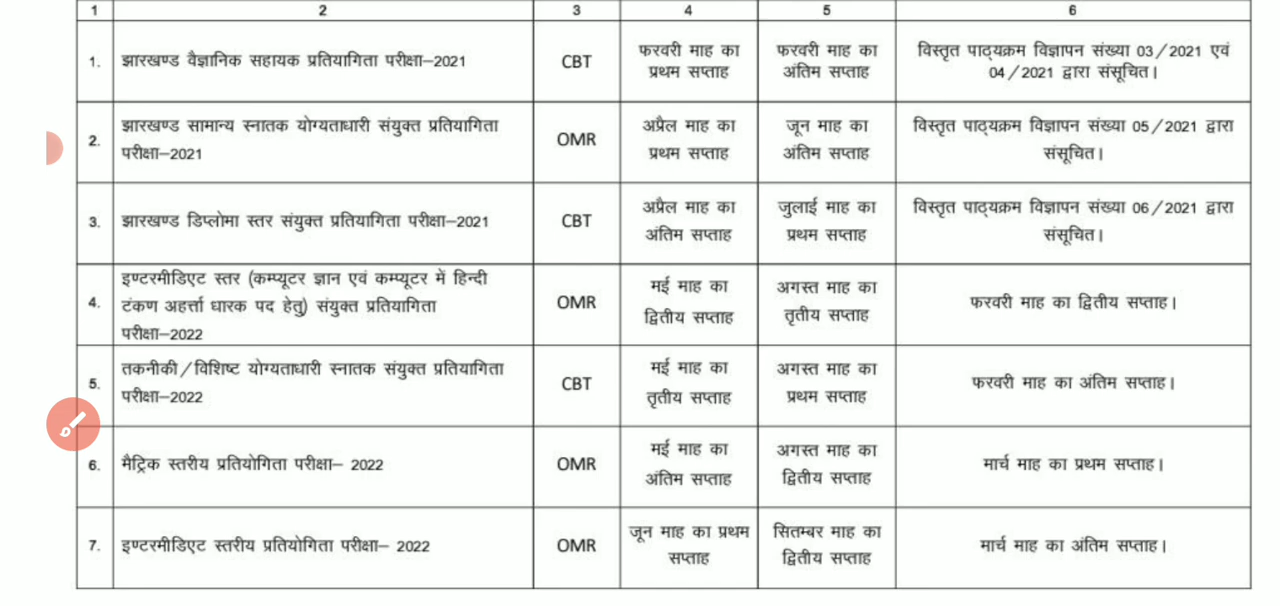 1 2 3 4 5 6
1. झारखण्ड वैज्ञानिक सहायक प्रतियागिता परीक्षा–2021 CBT फरवरी माह का प्रथम सप्ताह फरवरी माह का अंतिम सप्ताह विस्तृत पाठ्यक्रम विज्ञापन संख्या 03/2021 एवं 04/2021 द्वारा संसूचित।
2. झारखण्ड सामान्य स्नातक योग्यताधारी संयुक्त प्रतियागिता परीक्षा–2021 OMR अप्रैल माह का प्रथम सप्ताह जून माह का अंतिम सप्ताह विस्तृत पाठ्यक्रम विज्ञापन संख्या 05/2021 द्वारा संसूचित।
3. झारखण्ड डिप्लोमा स्तर संयुक्त प्रतियागिता परीक्षा–2021 CBT अप्रैल माह का अंतिम सप्ताह जुलाई माह का प्रथम सप्ताह विस्तृत पाठ्यक्रम विज्ञापन संख्या 06/2021 द्वारा संसूचित।
4. इण्टरमीडिएट स्तर (कम्प्यूटर ज्ञान एवं कम्प्यूटर में हिन्दी टंकण अहर्त्ता धारक पद हेतु) संयुक्त प्रतियागिता परीक्षा–2022 OMR मई माह का द्वितीय सप्ताह अगस्त माह का तृतीय सप्ताह फरवरी माह का द्वितीय सप्ताह।
5. तकनीकी/विशिष्ट योग्यताधारी स्नातक संयुक्त प्रतियागिता परीक्षा–2022 CBT मई माह का तृतीय सप्ताह अगस्त माह का प्रथम सप्ताह फरवरी माह का अंतिम सप्ताह।
6. मैट्रिक स्तरीय प्रतियोगिता परीक्षा– 2022 OMR मई माह का अंतिम सप्ताह अगस्त माह का द्वितीय सप्ताह मार्च माह का प्रथम सप्ताह।
7. इण्टरमीडिएट स्तरीय प्रतियोगिता परीक्षा– 2022 OMR जून माह का प्रथम सप्ताह सितम्बर माह का द्वितीय सप्ताह मार्च माह का अंतिम सप्ताह।